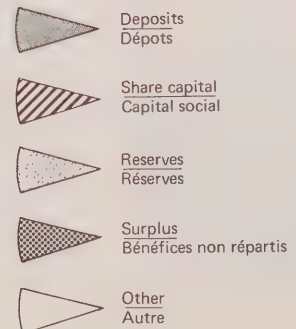 Deposits
Dépots
Share capital
Capital social
Reserves
Réserves
Surplus
Bénéfices non répartis
Other
Autre